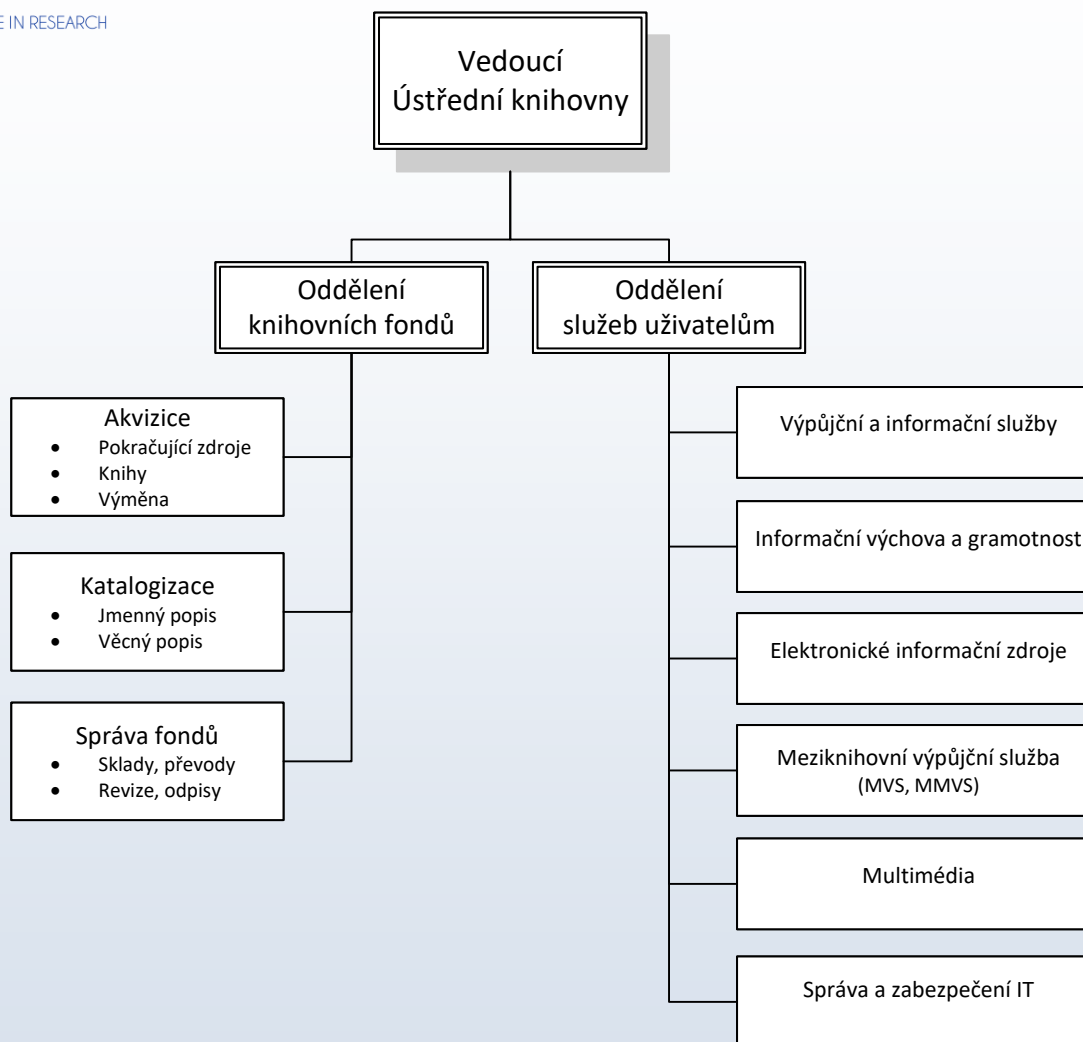 E IN RESEARCH
Vedoucí
Ústřední knihovny
Oddělení
knihovních fondů
Oddělení
služeb uživatelům
Akvizice
• Pokračující zdroje
• Knihy
• Výměna
Katalogizace
• Jmenný popis
• Věcný popis
Správa fondů
• Sklady, převody
• Revize, odpisy
Výpůjční a informační služby
Informační výchova a gramotnost
Elektronické informační zdroje
Meziknihovní výpůjční služba
(MVS, MMVS)
Multimédia
Správa a zabezpečení IT